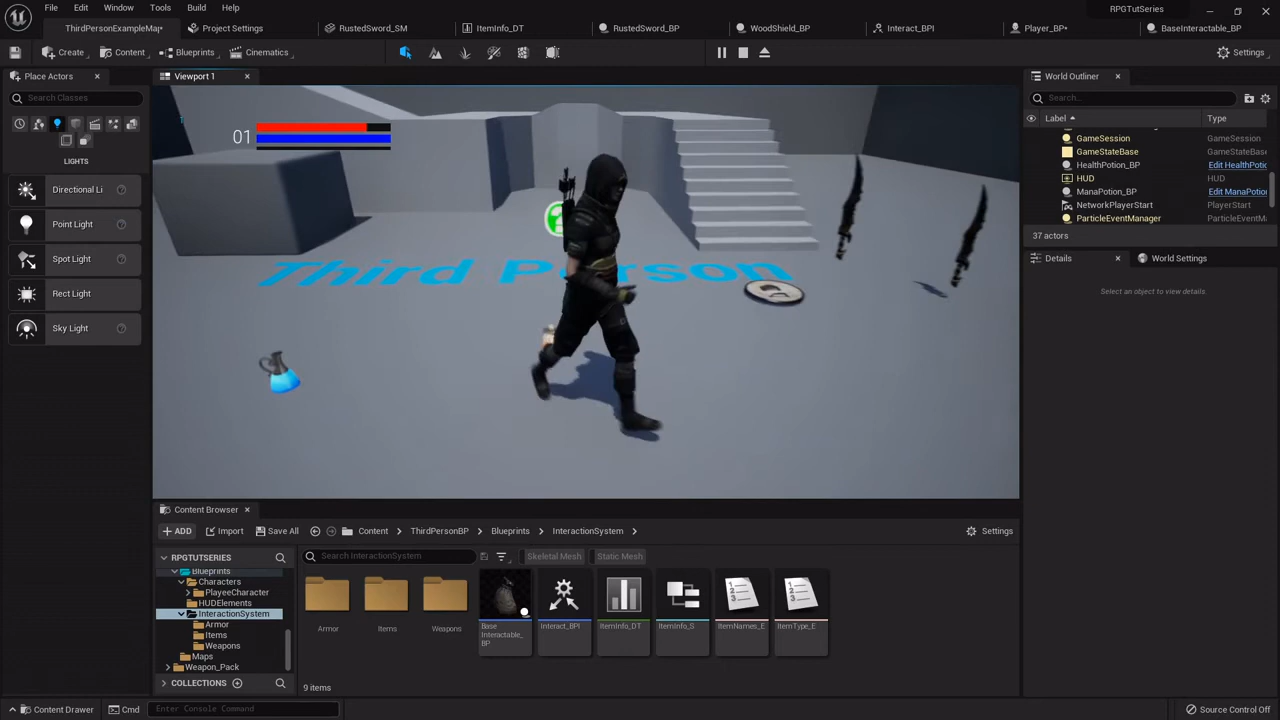 File Edit Window Tools Build Help
RPGTutSeries
ThirdPersonExampleMap•
Project Settings
RustedSword_SM
ItemInfo_DT
RustedSword_BP
WoodShield_BP
Interact_BPI
Player_BP•
BaseInteractable_BP
Create
Content
Blueprints
Cinematics
Settings
Place Actors
Search Classes
LIGHTS
Directional Li
Point Light
Spot Light
Rect Light
Sky Light
Viewport 1
01
Third Person
World Outliner
Search...
Label
Type
GameSession GameSession
GameStateBase GameStateBase
HealthPotion_BP Edit HealthPotio
HUD HUD
ManaPotion_BP Edit ManaPotion
NetworkPlayerStart PlayerStart
ParticleEventManager ParticleEventMa
37 actors
Details
World Settings
Select an object to view details.
Content Browser
ADD
Import
Save All
Content
ThirdPersonBP
Blueprints
InteractionSystem
Settings
RPGTUTSERIES
Blueprints
Characters
PlayeeCharacter
HUDElements
InteractionSystem
Armor
Items
Weapons
Maps
Weapon_Pack
COLLECTIONS
Search InteractionSystem
Skeletal Mesh
Static Mesh
Armor
Items
Weapons
Base
Interactable_
BP
Interact_BPI
ItemInfo_DT
ItemInfo_S
ItemNames_E
ItemType_E
9 items
Content Drawer
Cmd
Enter Console Command
Source Control Off